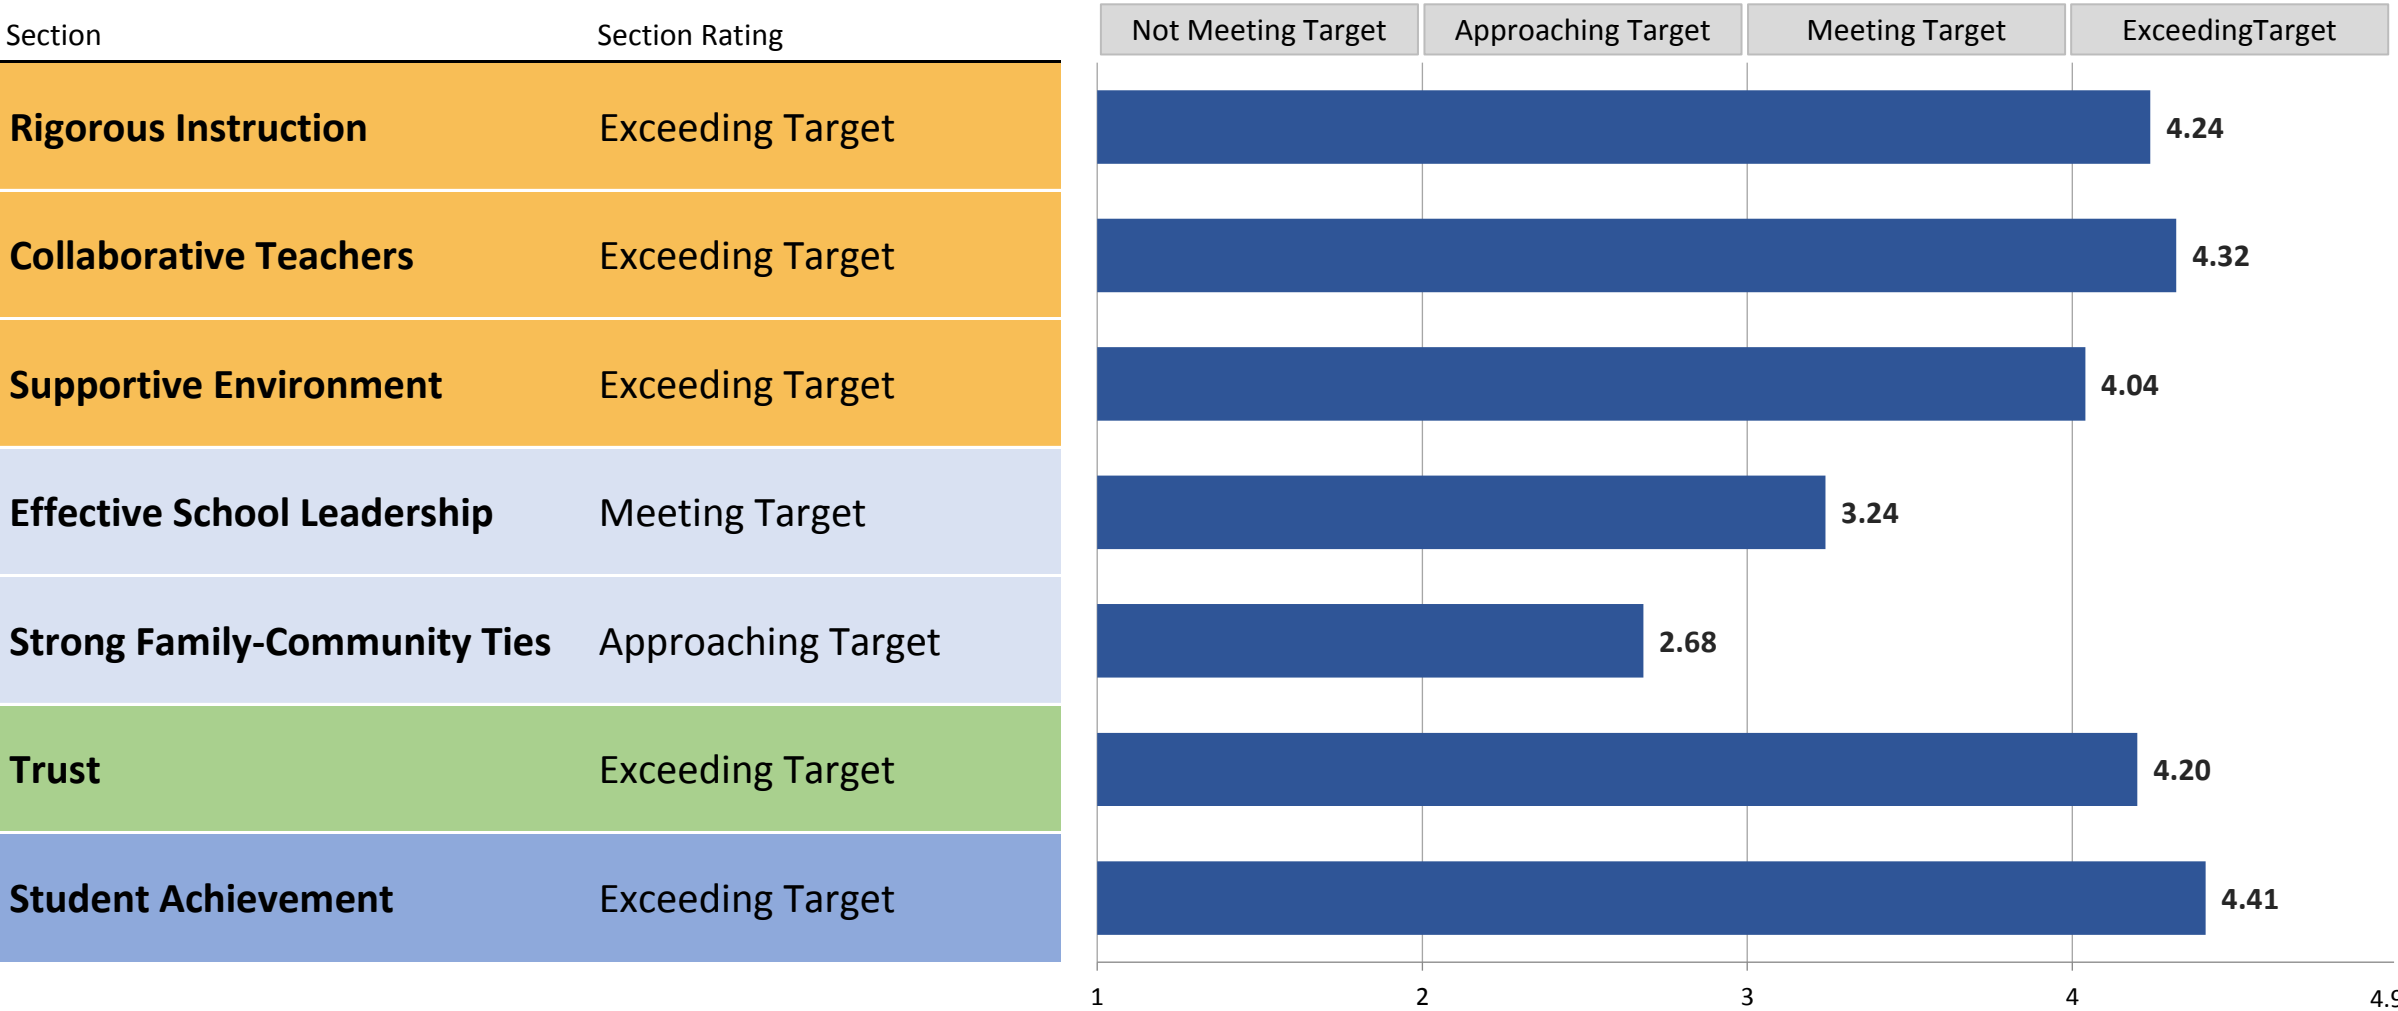 Section Section Rating Not Meeting Target Approaching Target Meeting Target ExceedingTarget
Rigorous Instruction Exceeding Target 4.24
Collaborative Teachers Exceeding Target 4.32
Supportive Environment Exceeding Target 4.04
Effective School Leadership Meeting Target 3.24
Strong Family-Community Ties Approaching Target 2.68
Trust Exceeding Target 4.20
Student Achievement Exceeding Target 4.41
1 2 3 4 4.9